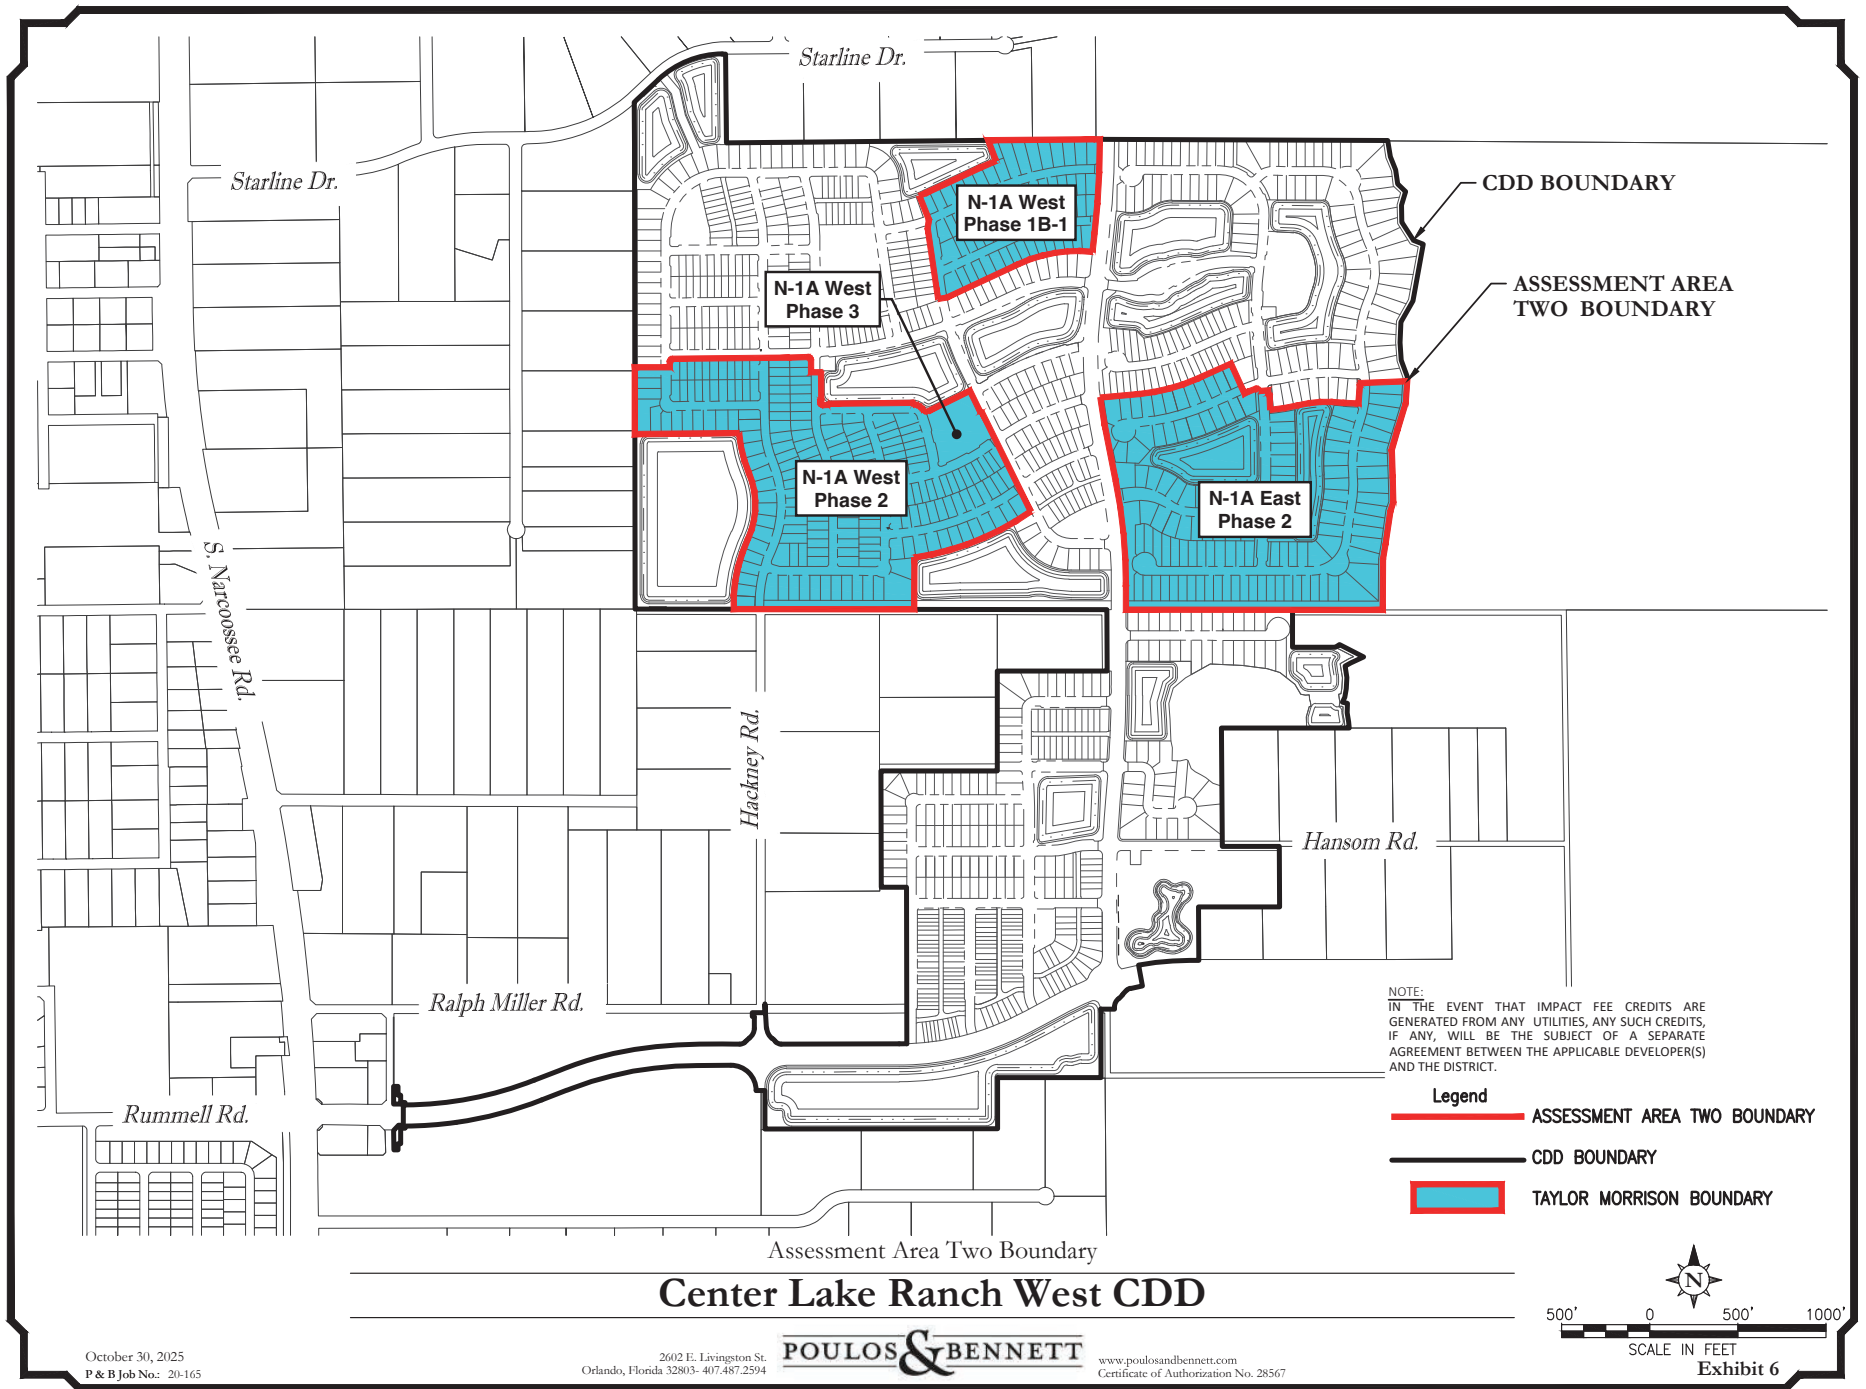 Starline Dr.
Starline Dr.
CDD BOUNDARY
N-1A West
Phase 1B-1
ASSESSMENT AREA
TWO BOUNDARY
N-1A West
Phase 3
N-1A West
Phase 2
N-1A East
Phase 2
S. Narcoossee Rd.
Hackney Rd.
Hansom Rd.
Ralph Miller Rd.
Rummell Rd.
NOTE:
IN THE EVENT THAT IMPACT FEE CREDITS ARE
GENERATED FROM ANY UTILITIES, ANY SUCH CREDITS,
IF ANY, WILL BE THE SUBJECT OF A SEPARATE
AGREEMENT BETWEEN THE APPLICABLE DEVELOPER(S)
AND THE DISTRICT.
Legend
ASSESSMENT AREA TWO BOUNDARY
CDD BOUNDARY
TAYLOR MORRISON BOUNDARY
Assessment Area Two Boundary
Center Lake Ranch West CDD
N
500' 0 500' 1000'
SCALE IN FEET
Exhibit 6
October 30, 2025
P & B Job No.: 20-165
2602 E. Livingston St.
Orlando, Florida 32803- 407.487.2594
POULOS & BENNETT
www.poulosandbennett.com
Certificate of Authorization No. 28567